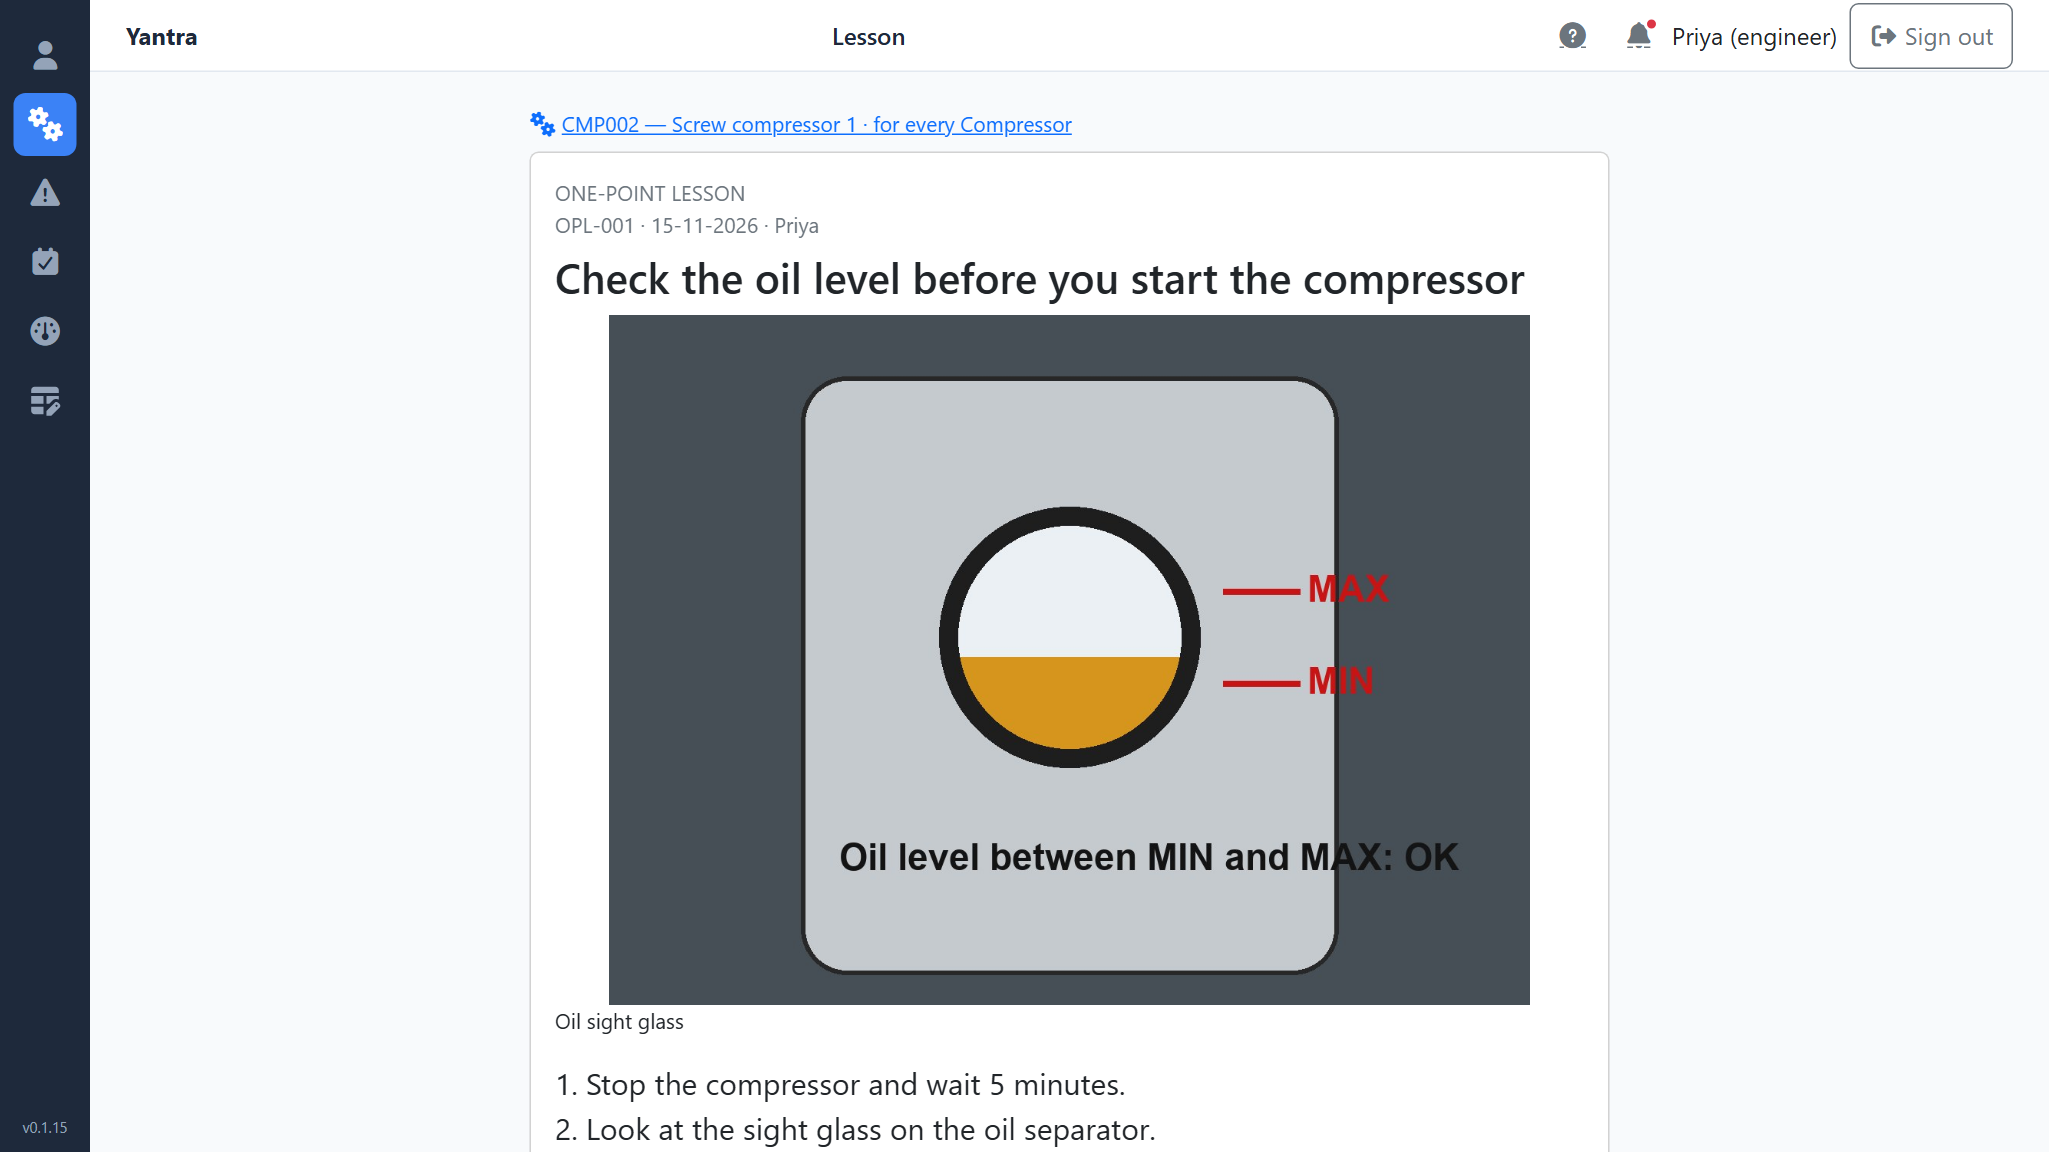 Yantra
Lesson
Priya (engineer)
Sign out
CMP002 — Screw compressor 1 · for every Compressor
ONE-POINT LESSON
OPL-001 · 15-11-2026 · Priya
Check the oil level before you start the compressor
MAX
MIN
Oil level between MIN and MAX: OK
Oil sight glass
1. Stop the compressor and wait 5 minutes.
2. Look at the sight glass on the oil separator.
v0.1.15